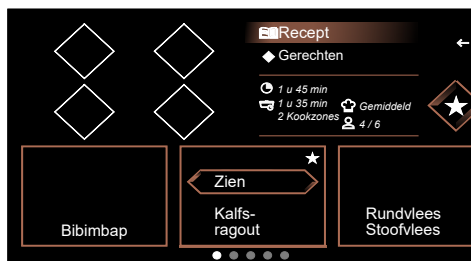 Recept
Gerechten
1 u 45 min
1 u 35 min
2 Kookzones
Gemiddeld
4 / 6
Bibimbap
Zien
Kalfs-
ragout
Rundvlees
Stoofvlees